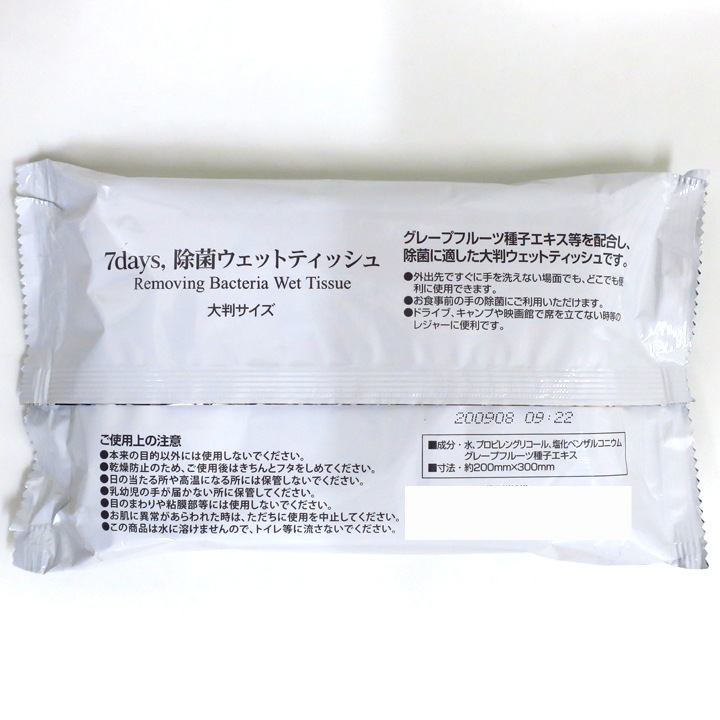 7days, 除菌ウェットティッシュ
Removing Bacteria Wet Tissue
大判サイズ
グレープフルーツ種子エキス等を配合し、
除菌に適した大判ウェットティッシュです。
●外出先ですぐに手を洗えない場面でも、どこでも便
利に使用できます。
●お食事前の手の除菌にご利用いただけます。
●ドライブ、キャンプや映画館で席を立てない時等の
レジャーに便利です。
200908 09:22
ご使用上の注意
●本来の目的以外には使用しないでください。
●乾燥防止のため、ご使用後はきちんとフタをしめてください。
●日の当たる所や高温になる所には保管しないでください。
●乳幼児の手が届かない所に保管してください。
●目のまわりや粘膜部等には使用しないでください。
●お肌に異常があらわれた時は、ただちに使用を中止してください。
●この商品は水に溶けませんので、トイレ等に流さないでください。
■成分・水、プロピレングリコール、塩化ベンザルコニウム
グレープフルーツ種子エキス
■寸法・約200mm×300mm